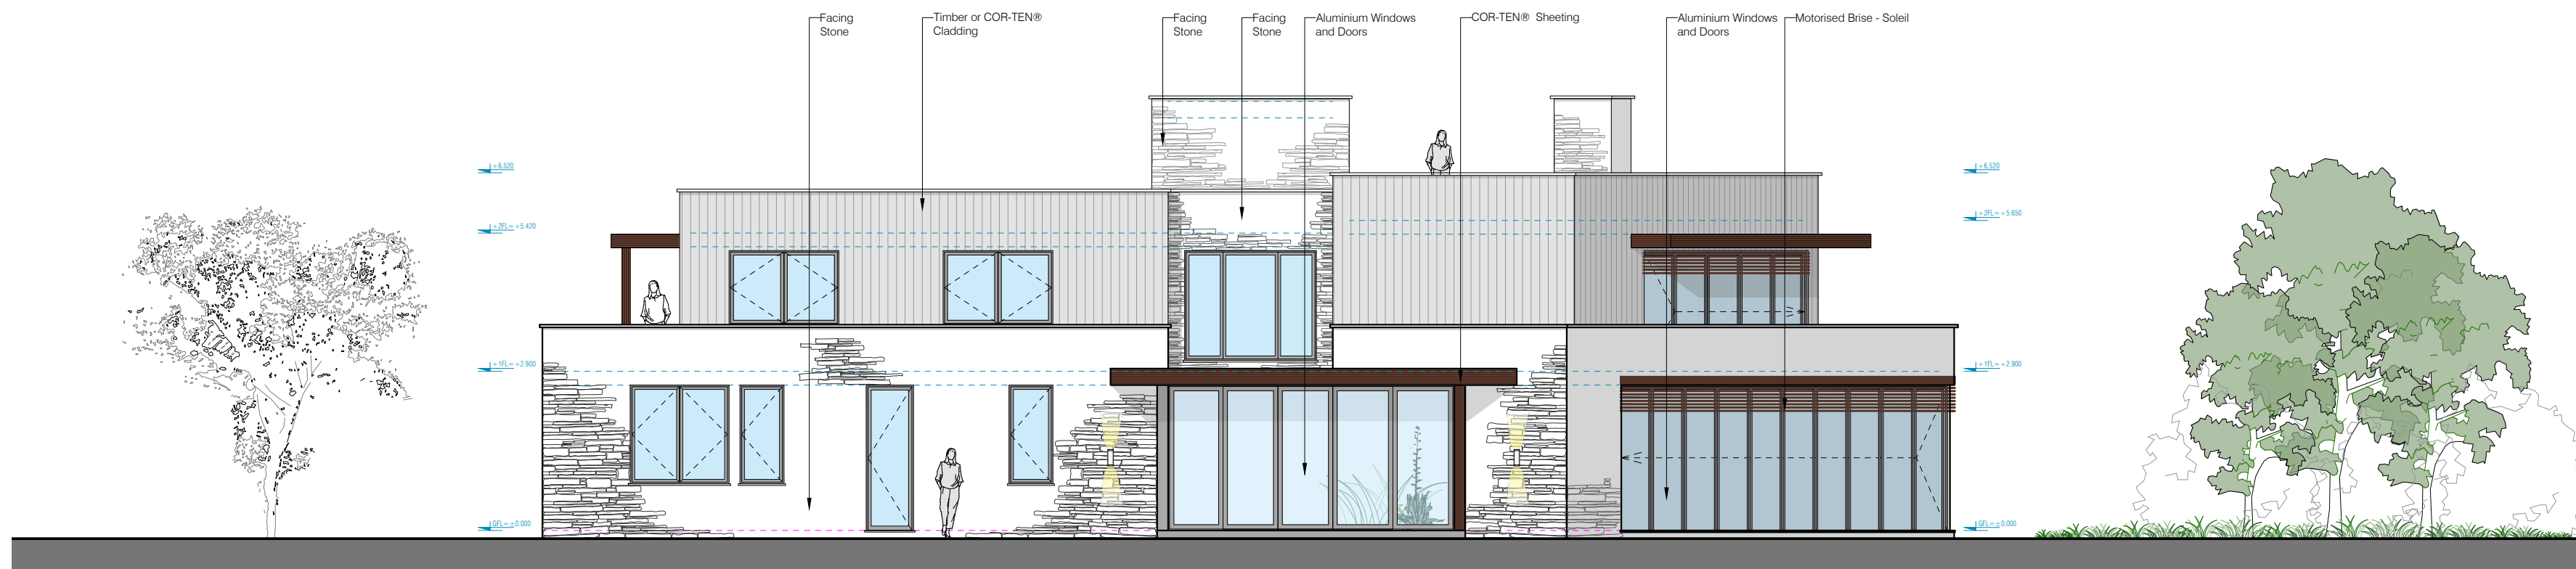 Facing
Stone
Timber or COR-TEN®
Cladding
Facing
Stone
Facing
Stone
Aluminium Windows
and Doors
COR-TEN® Sheeting
Aluminium Windows
and Doors
Motorised Brise - Soleil
+6.520
+2FL=+5.420
+1FL=+2.900
GFL=±0.000
+6.520
+2FL=+5.650
+1FL=+2.900
GFL=±0.000